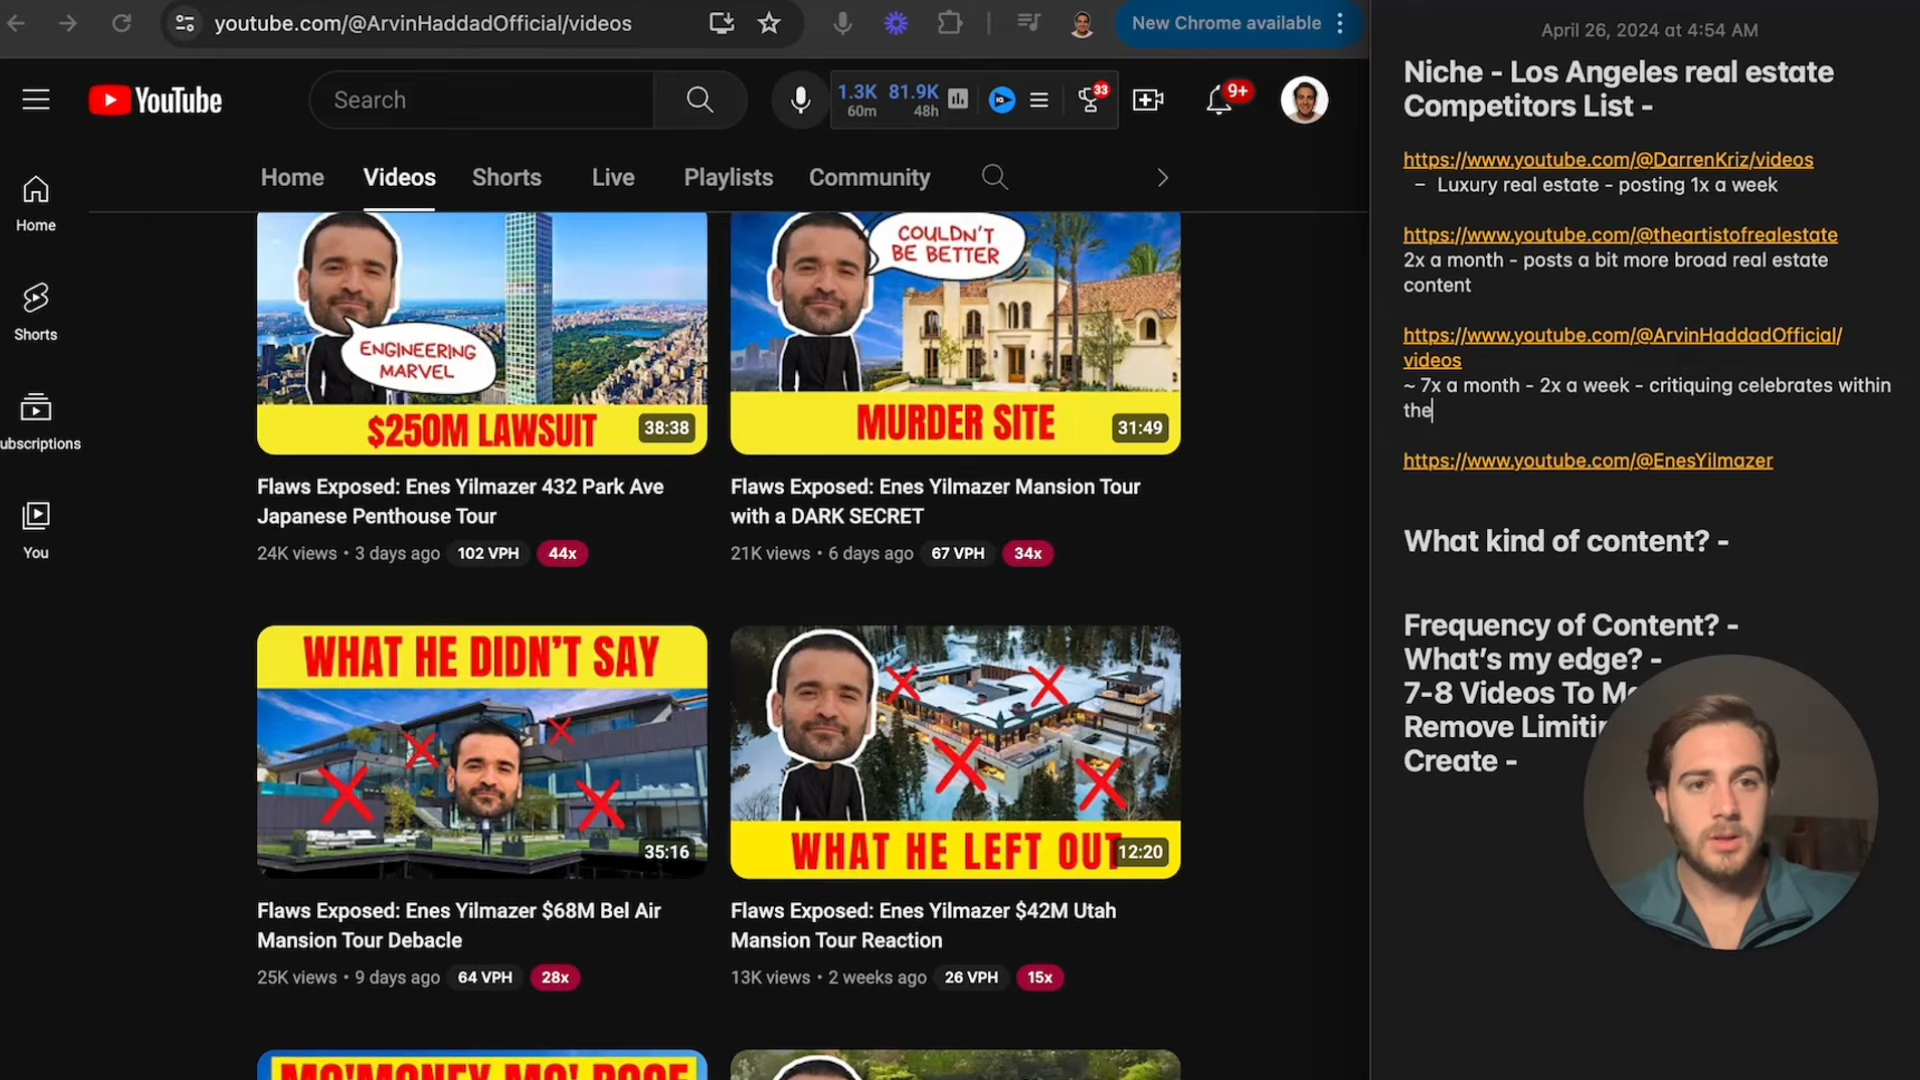 youtube.com/@ArvinHaddadOfficial/videos
New Chrome available
YouTube
Search
1.3K
60m
81.9K
48h
33
9+
Home
Videos
Shorts
Live
Playlists
Community
Home
Shorts
ubscriptions
You
ENGINEERING
MARVEL
$250M LAWSUIT
38:38
Flaws Exposed: Enes Yilmazer 432 Park Ave
Japanese Penthouse Tour
24K views • 3 days ago 102 VPH 44x
COULDN'T
BE BETTER
MURDER SITE
31:49
Flaws Exposed: Enes Yilmazer Mansion Tour
with a DARK SECRET
21K views • 6 days ago 67 VPH 34x
WHAT HE DIDN'T SAY
35:16
Flaws Exposed: Enes Yilmazer $68M Bel Air
Mansion Tour Debacle
25K views • 9 days ago 64 VPH 28x
WHAT HE LEFT OUT
12:20
Flaws Exposed: Enes Yilmazer $42M Utah
Mansion Tour Reaction
13K views • 2 weeks ago 26 VPH 15x
April 26, 2024 at 4:54 AM
Niche - Los Angeles real estate
Competitors List -
https://www.youtube.com/@DarrenKriz/videos
– Luxury real estate - posting 1x a week
https://www.youtube.com/@theartistofrealestate
2x a month - posts a bit more broad real estate
content
https://www.youtube.com/@ArvinHaddadOfficial/
videos
~ 7x a month - 2x a week - critiquing celebrates within
the
https://www.youtube.com/@EnesYilmazer
What kind of content? -
Frequency of Content? -
What's my edge? -
7-8 Videos To
Remove
Create -